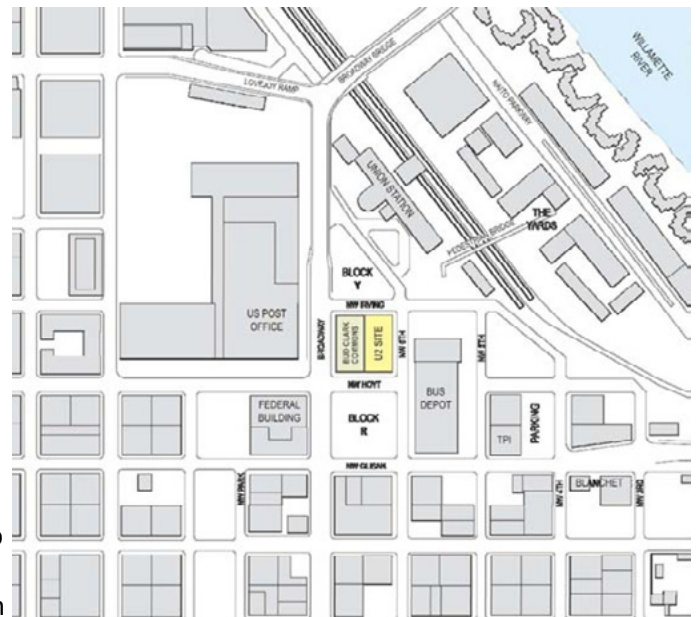 WILLAMETTE
RIVER
BROADWAY BRIDGE
LOVEJOY RAMP
NAITO PARKWAY
UNION STATION
THE
YARDS
PEDESTRIAN BRIDGE
BLOCK
Y
NW IRVING
US POST
OFFICE
BROADWAY
BUD CLARK
COMMONS
U2 SITE
NW 6TH
NW 5TH
NW HOYT
BUS
DEPOT
FEDERAL
BUILDING
BLOCK
R
TPI
PARKING
NW GLISAN
NW PARK
NW 4TH
BLANCHET
NW 3RD